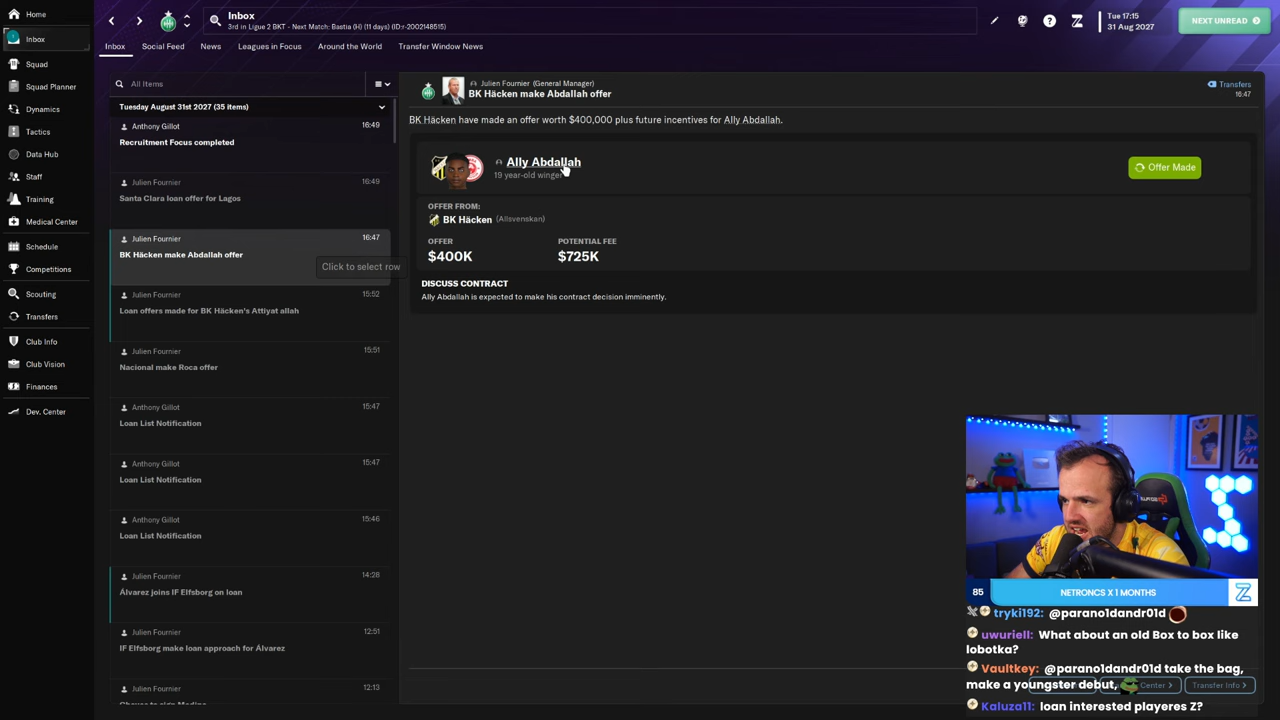 Home
Inbox
Squad
Squad Planner
Dynamics
Tactics
Data Hub
Staff
Training
Medical Center
Schedule
Competitions
Scouting
Transfers
Club Info
Club Vision
Finances
Dev. Center
Inbox
3rd in Ligue 2 BKT - Next Match: Bastia (H) (11 days) (ID:r-2002148515)
Tue 17:15
31 Aug 2027
NEXT UNREAD
Inbox
Social Feed
News
Leagues in Focus
Around the World
Transfer Window News
All Items
Tuesday August 31st 2027 (35 items)
Anthony Gillot 16:49
Recruitment Focus completed
Julien Fournier 16:49
Santa Clara loan offer for Lagos
Julien Fournier 16:47
BK Häcken make Abdallah offer
Click to select row
Julien Fournier 15:52
Loan offers made for BK Häcken's Attiyat allah
Julien Fournier 15:51
Nacional make Roca offer
Anthony Gillot 15:47
Loan List Notification
Anthony Gillot 15:47
Loan List Notification
Anthony Gillot 15:46
Loan List Notification
Julien Fournier 14:28
Álvarez joins IF Elfsborg on loan
Julien Fournier 12:51
IF Elfsborg make loan approach for Álvarez
Julien Fournier 12:13
Julien Fournier (General Manager)
BK Häcken make Abdallah offer
Transfers
16:47
BK Häcken have made an offer worth $400,000 plus future incentives for Ally Abdallah.
Ally Abdallah
19 year-old winger
Offer Made
OFFER FROM:
BK Häcken (Allsvenskan)
OFFER
POTENTIAL FEE
$400K
$725K
DISCUSS CONTRACT
Ally Abdallah is expected to make his contract decision imminently.
85 NETRONCS X 1 MONTHS
tryki192: @parano1dandr01d
uwuriell: What about an old Box to box like
lobotka?
Vaultkey: @parano1dandr01d take the bag,
make a youngster debut,
Center
Transfer Info
Kaluza11: loan interested playeres Z?